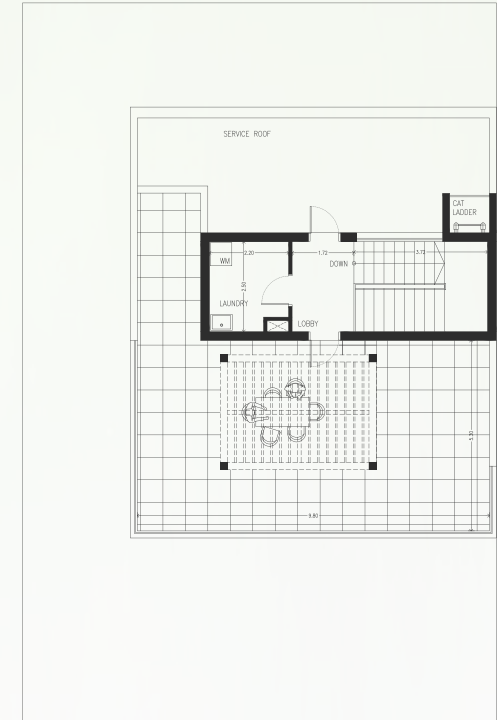 SERVICE ROOF
CAT
LADDER
2.20
1.72
3.72
WM
DOWN
2.50
LAUNDRY
LOBBY
5.30
9.80